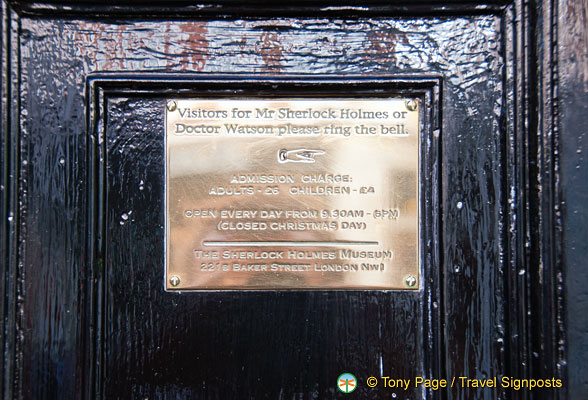 Visitors for Mr Sherlock Holmes or
Doctor Watson please ring the bell.
ADMISSION CHARGE:
ADULTS - £6 CHILDREN - £4
OPEN EVERY DAY FROM 9.30AM - 6PM
(CLOSED CHRISTMAS DAY)
THE SHERLOCK HOLMES MUSEUM
221B BAKER STREET LONDON NW1
© Tony Page / Travel Signposts